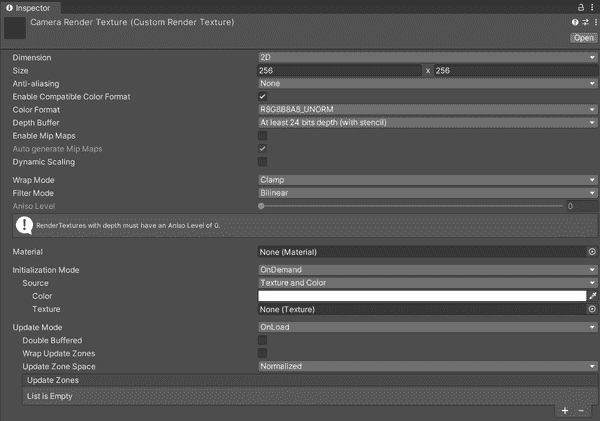 Inspector
Camera Render Texture (Custom Render Texture)
Open
Dimension 2D
Size 256 x 256
Anti-aliasing None
Enable Compatible Color Format
Color Format R8G8B8A8_UNORM
Depth Buffer At least 24 bits depth (with stencil)
Enable Mip Maps
Auto generate Mip Maps
Dynamic Scaling
Wrap Mode Clamp
Filter Mode Bilinear
Aniso Level 0
RenderTextures with depth must have an Aniso Level of 0.
Material None (Material)
Initialization Mode OnDemand
Source Texture and Color
Color
Texture None (Texture)
Update Mode OnLoad
Double Buffered
Wrap Update Zones
Update Zone Space Normalized
Update Zones
List is Empty
+ −